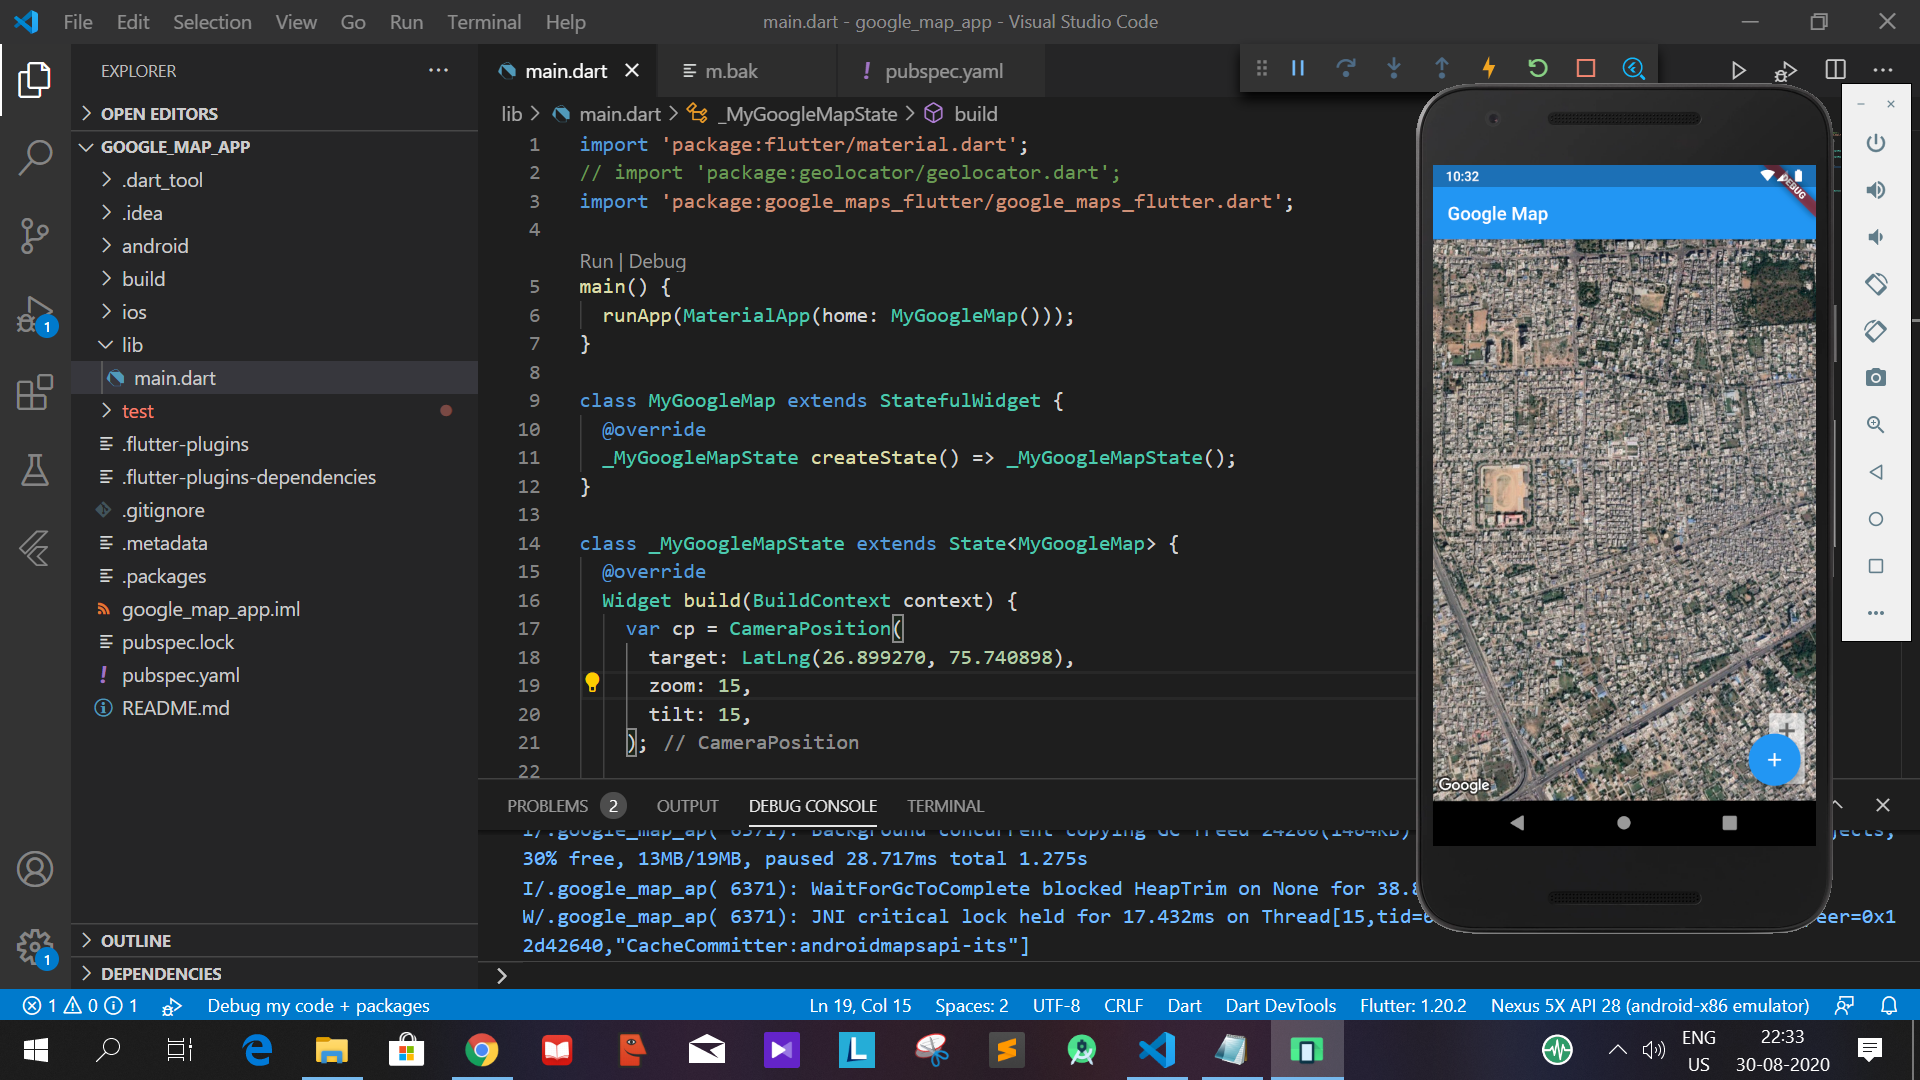 File Edit Selection View Go Run Terminal Help
main.dart - google_map_app - Visual Studio Code
EXPLORER
OPEN EDITORS
GOOGLE_MAP_APP
.dart_tool
.idea
android
build
ios
lib
main.dart
test
.flutter-plugins
.flutter-plugins-dependencies
.gitignore
.metadata
.packages
google_map_app.iml
pubspec.lock
pubspec.yaml
README.md
OUTLINE
DEPENDENCIES
1
1
main.dart
m.bak
pubspec.yaml
lib > main.dart > _MyGoogleMapState > build
1 import 'package:flutter/material.dart';
2 // import 'package:geolocator/geolocator.dart';
3 import 'package:google_maps_flutter/google_maps_flutter.dart';
4
Run | Debug
5 main() {
6 runApp(MaterialApp(home: MyGoogleMap()));
7 }
8
9 class MyGoogleMap extends StatefulWidget {
10 @override
11 _MyGoogleMapState createState() => _MyGoogleMapState();
12 }
13
14 class _MyGoogleMapState extends State<MyGoogleMap> {
15 @override
16 Widget build(BuildContext context) {
17 var cp = CameraPosition(
18 target: LatLng(26.899270, 75.740898),
19 zoom: 15,
20 tilt: 15,
21 ); // CameraPosition
22
PROBLEMS 2 OUTPUT DEBUG CONSOLE TERMINAL
I/.google_map_ap( 6371): Background concurrent copying GC freed 24260(1464KB)
30% free, 13MB/19MB, paused 28.717ms total 1.275s
I/.google_map_ap( 6371): WaitForGcToComplete blocked HeapTrim on None for 38.
W/.google_map_ap( 6371): JNI critical lock held for 17.432ms on Thread[15,tid=
eer=0x1
2d42640,"CacheCommitter:androidmapsapi-its"]
10:32
DEBUG
Google Map
Google
1 0 1 Debug my code + packages
Ln 19, Col 15 Spaces: 2 UTF-8 CRLF Dart Dart DevTools Flutter: 1.20.2 Nexus 5X API 28 (android-x86 emulator)
ENG
US
22:33
30-08-2020